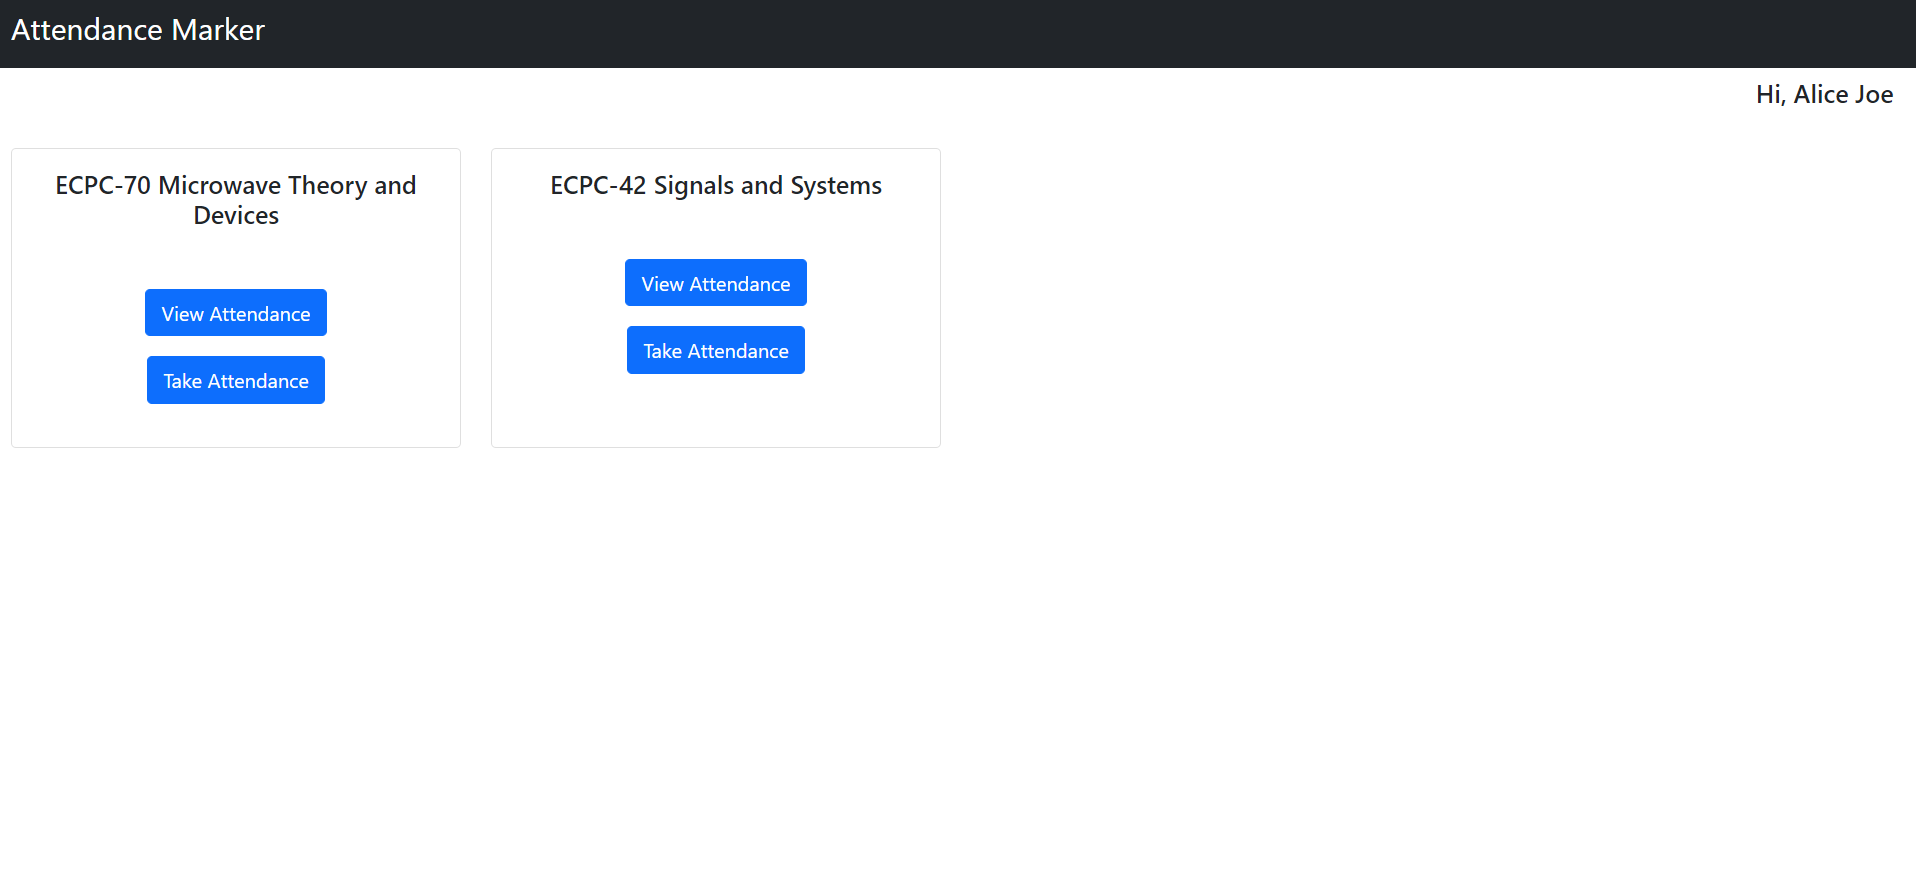 Attendance Marker
Hi, Alice Joe
ECPC-70 Microwave Theory and
Devices
View Attendance
Take Attendance
ECPC-42 Signals and Systems
View Attendance
Take Attendance